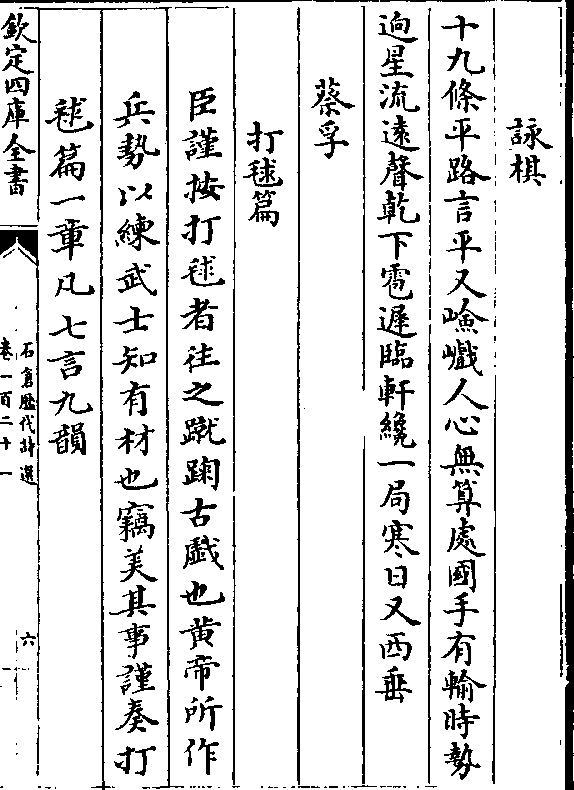 詠棋
十九條平路言平又嶮巇人心無算處國手有輸時勢
逈星流遠聲乾下雹遲臨軒纔一局寒日又西垂
蔡孚
打毬篇
臣謹按打毬者徃之蹴踘古戲也黄帝所作
兵勢以練武士知有材也竊美其事謹奏打
毬篇一章凡七言九韻
欽定四庫全書
石倉歴代詩選
卷一百二十一
六